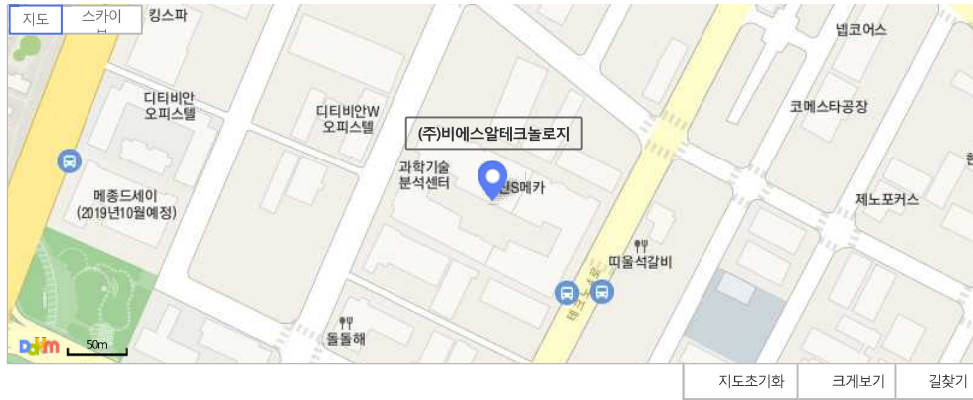 지도
스카이
킹스파
넵코어스
디티비안
오피스텔
디티비안W
오피스텔
코메스타공장
(주)비에스알테크놀로지
과학기술
분석센터
S메카
메종드세이
(2019년10월예정)
제노포커스
띠울석갈비
돌돌해
Daum
50m
지도초기화
크게보기
길찾기